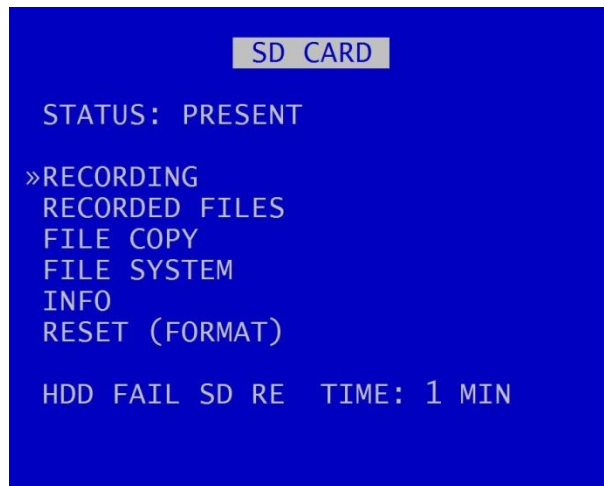 SD CARD
STATUS: PRESENT
»RECORDING
RECORDED FILES
FILE COPY
FILE SYSTEM
INFO
RESET (FORMAT)
HDD FAIL SD RE TIME: 1 MIN